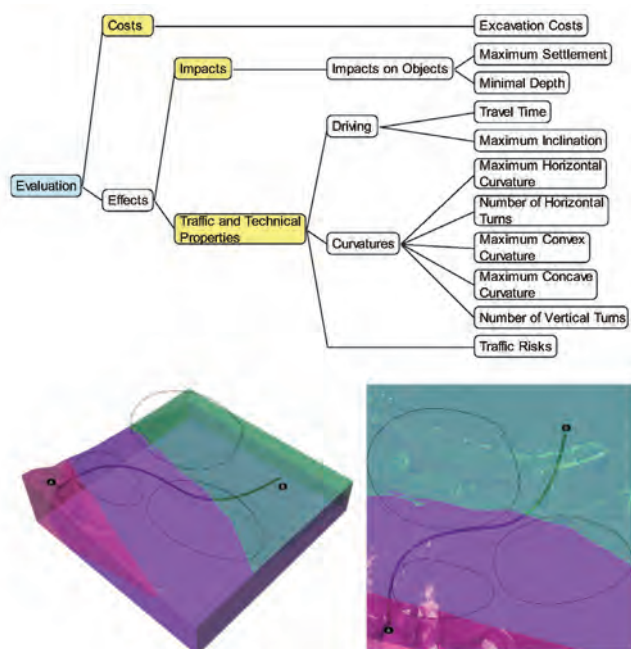 Costs
Excavation Costs
Impacts
Impacts on Objects
Maximum Settlement
Minimal Depth
Travel Time
Driving
Maximum Inclination
Maximum Horizontal
Curvature
Evaluation
Effects
Number of Horizontal
Turns
Traffic and Technical
Properties
Curvatures
Maximum Convex
Curvature
Maximum Concave
Curvature
Number of Vertical Turns
Traffic Risks